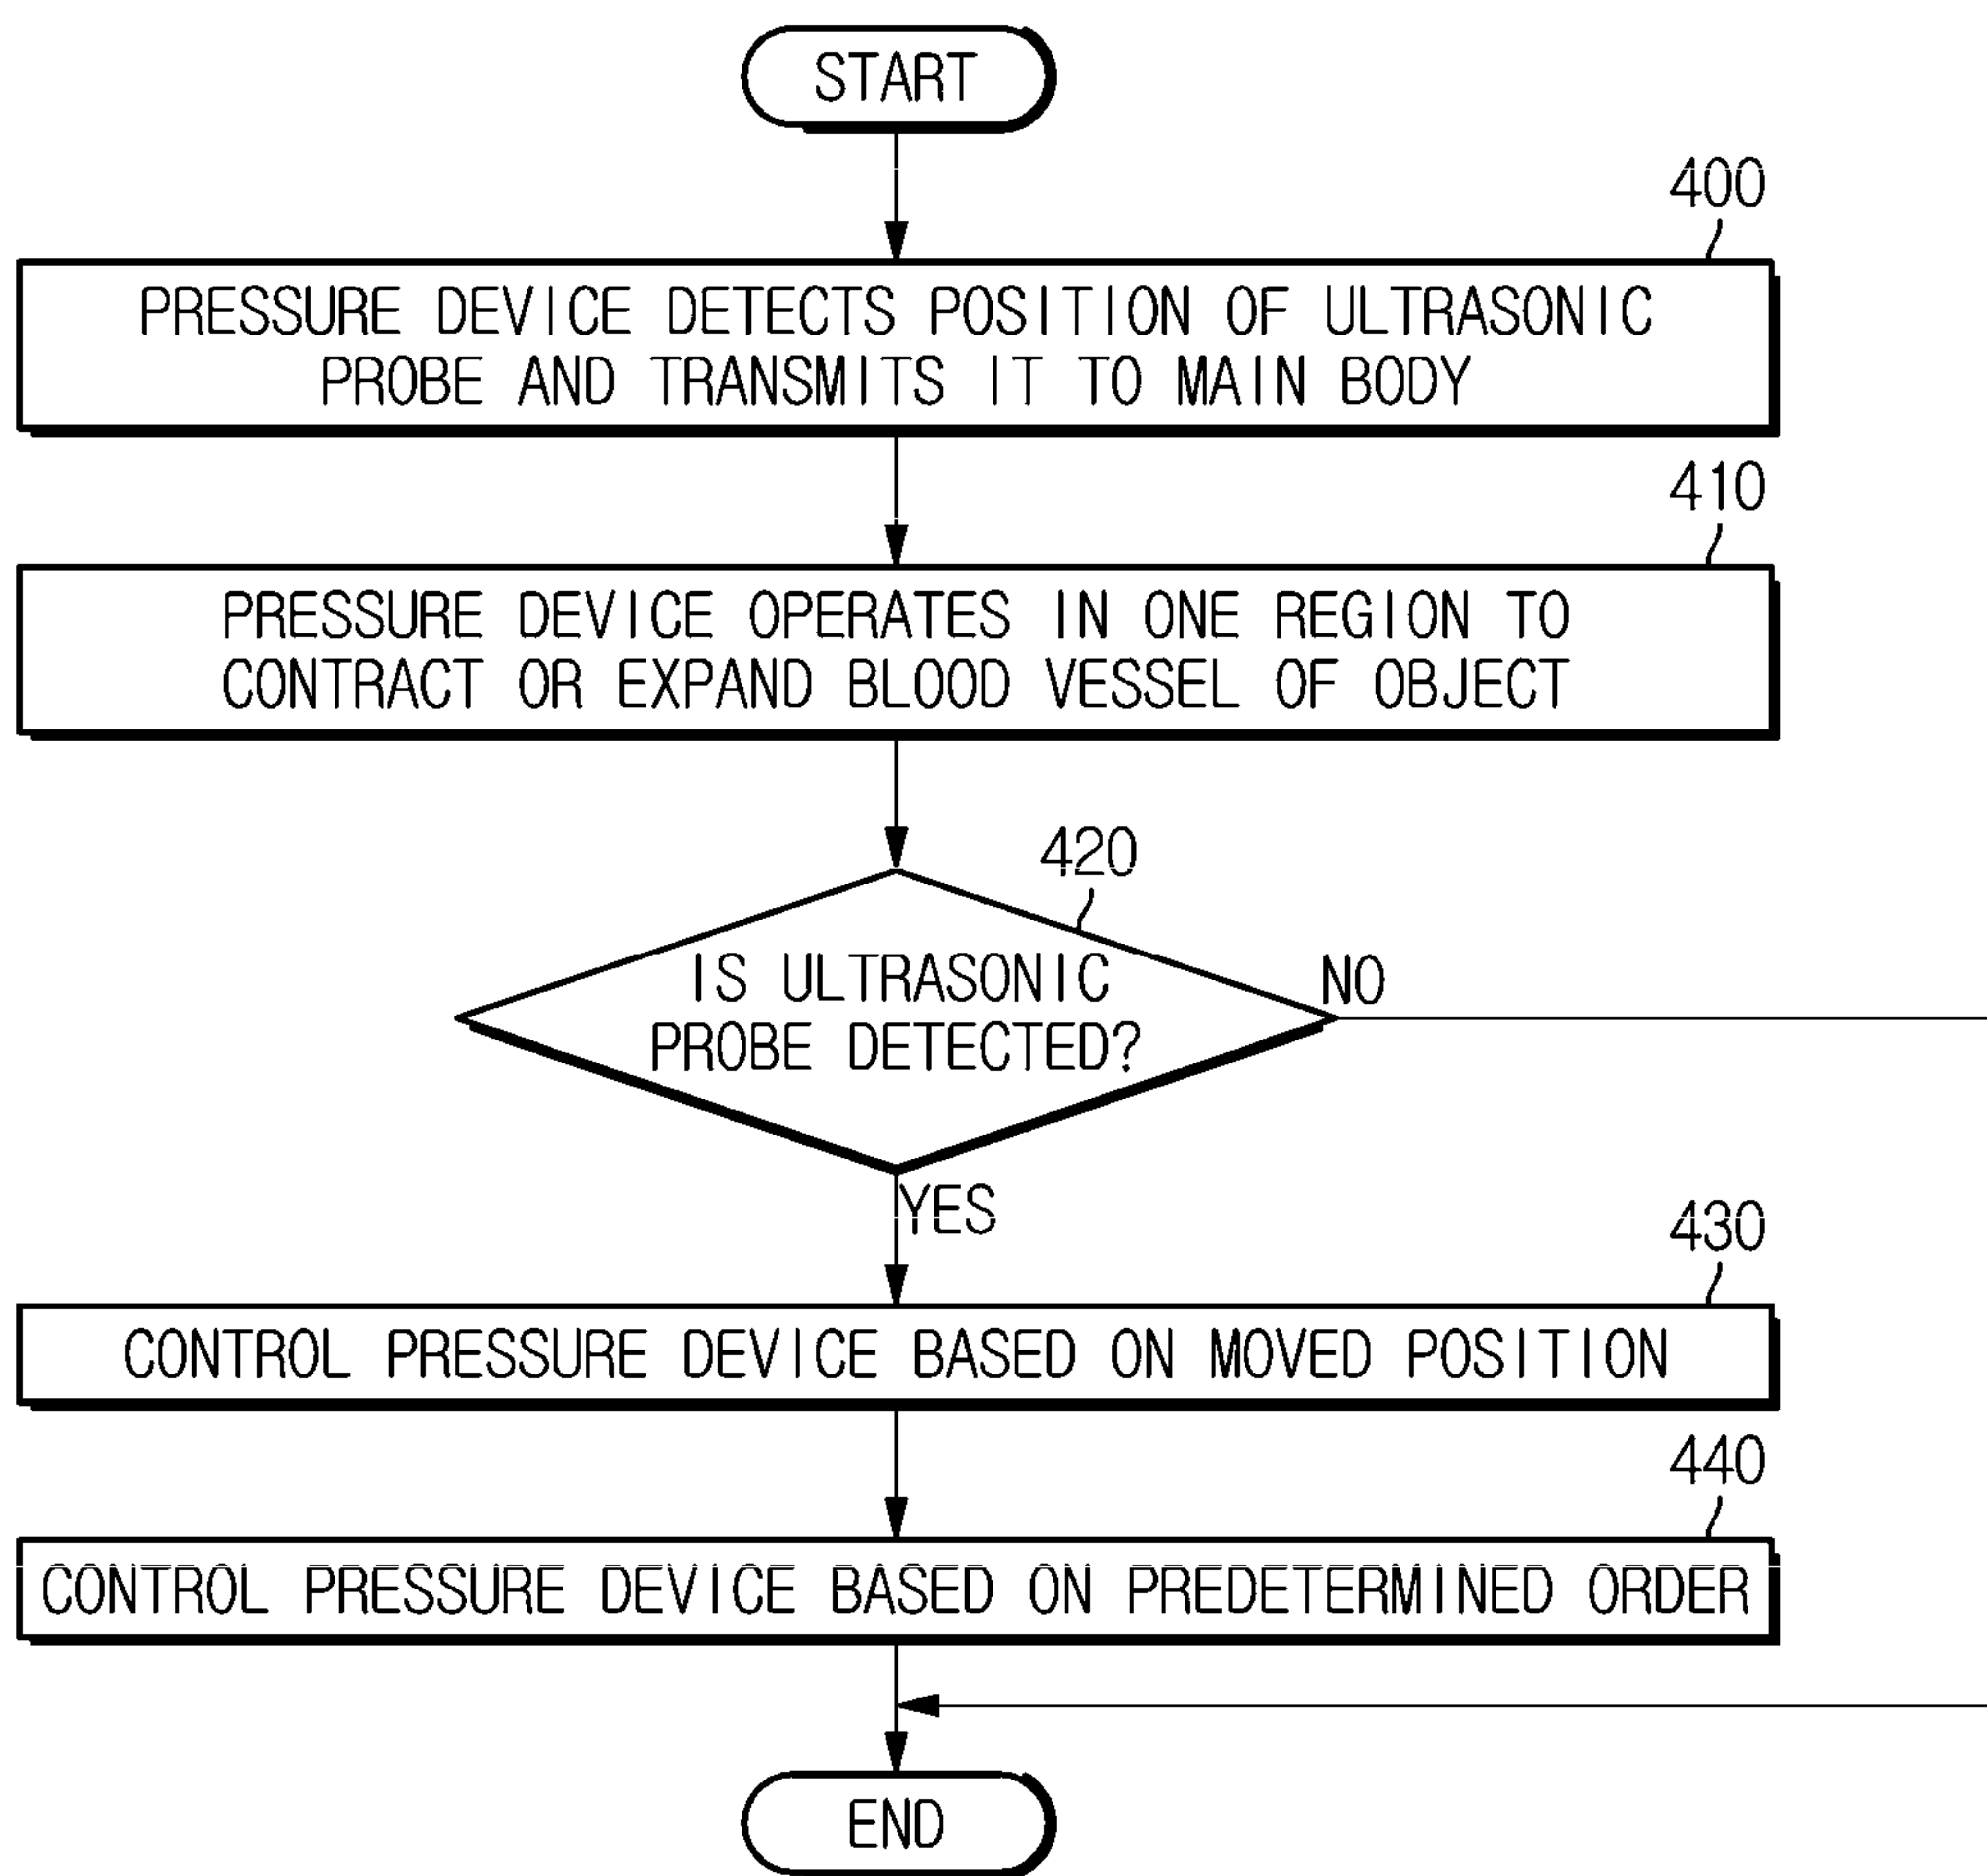 START
400
PRESSURE DEVICE DETECTS POSITION OF ULTRASONIC
PROBE AND TRANSMITS IT TO MAIN BODY
410
PRESSURE DEVICE OPERATES IN ONE REGION TO
CONTRACT OR EXPAND BLOOD VESSEL OF OBJECT
420
IS ULTRASONIC
PROBE DETECTED?
NO
YES
430
CONTROL PRESSURE DEVICE BASED ON MOVED POSITION
440
CONTROL PRESSURE DEVICE BASED ON PREDETERMINED ORDER
END